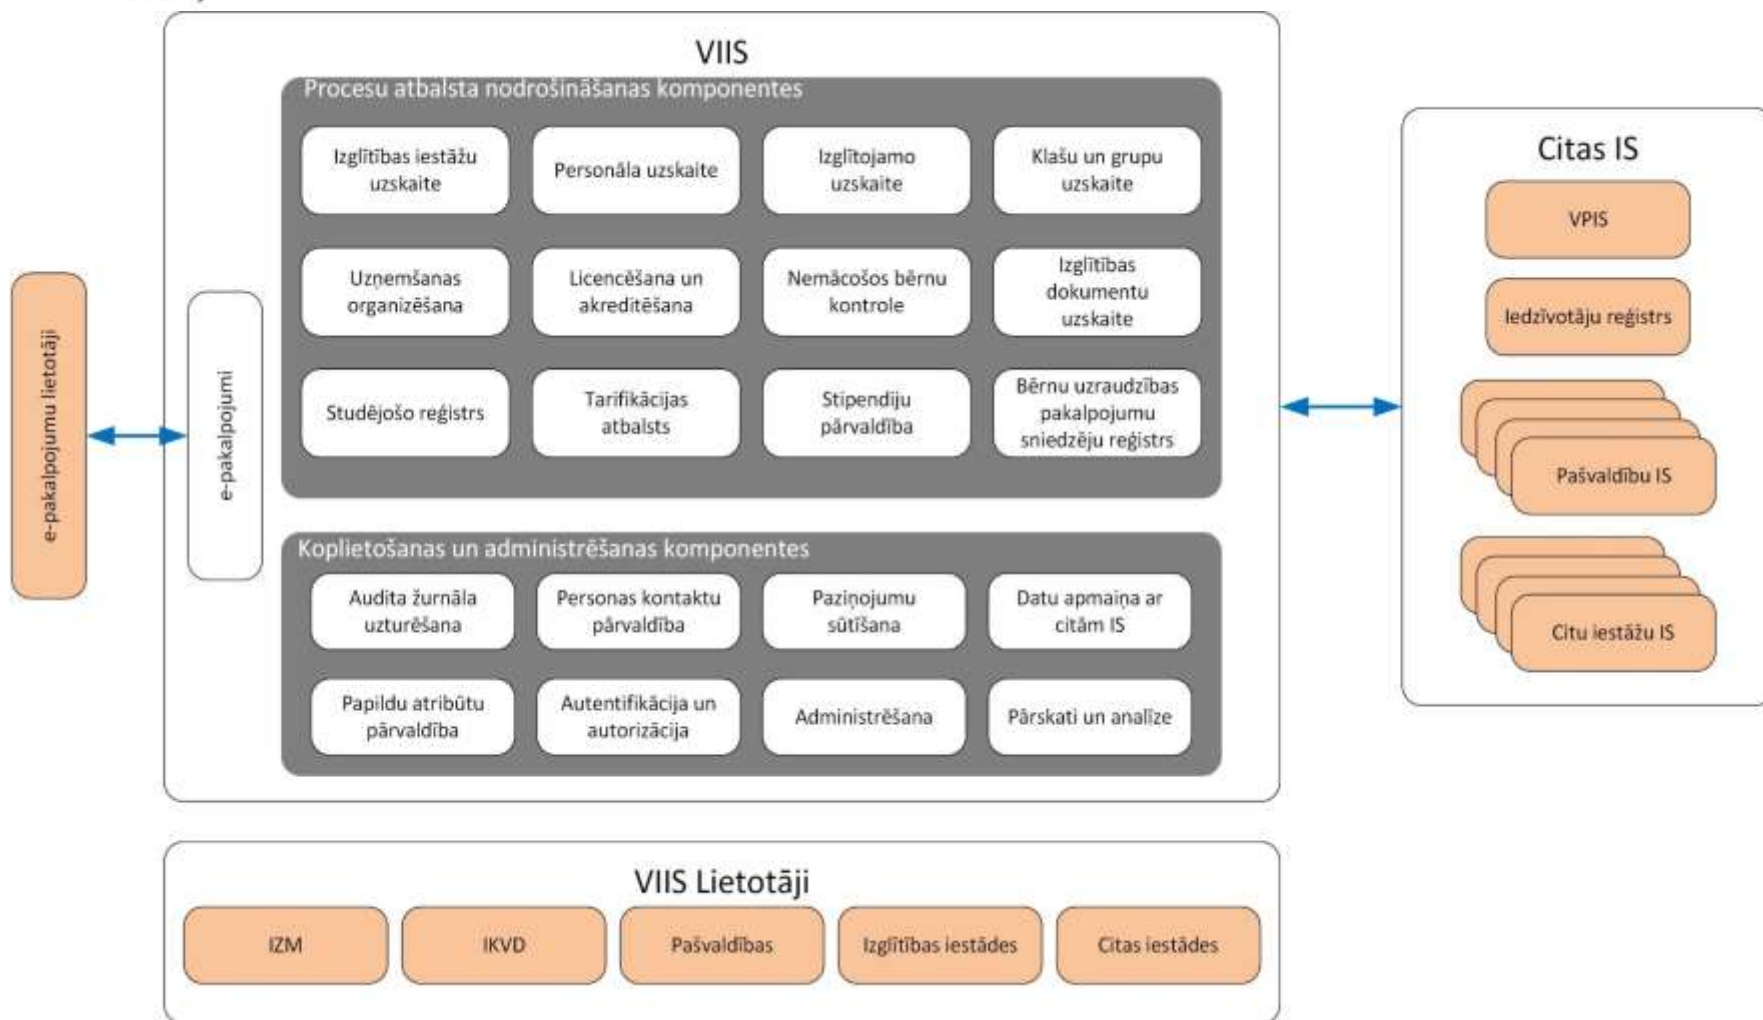 VIIS
Procesu atbalsta nodrošināšanas komponentes
Izglītības iestāžu
uzskaite
Personāla uzskaite
Izglītojamo
uzskaite
Klašu un grupu
uzskaite
Uzņemšanas
organizēšana
Licencēšana un
akreditēšana
Nemācošos bērnu
kontrole
Izglītības
dokumentu
uzskaite
Studējošo reģistrs
Tarifikācijas
atbalsts
Stipendiju
pārvaldība
Bērnu uzraudzības
pakalpojumu
sniedzēju reģistrs
e-pakalpojumu lietotāji
e-pakalpojumi
Koplietošanas un administrēšanas komponentes
Audita žurnāla
uzturēšana
Personas kontaktu
pārvaldība
Paziņojumu
sūtīšana
Datu apmaiņa ar
citām IS
Papildu atribūtu
pārvaldība
Autentifikācija un
autorizācija
Administrēšana
Pārskati un analīze
Citas IS
VPIS
Iedzīvotāju reģistrs
Pašvaldību IS
Citu iestāžu IS
VIIS Lietotāji
IZM
IKVD
Pašvaldības
Izglītības iestādes
Citas iestādes